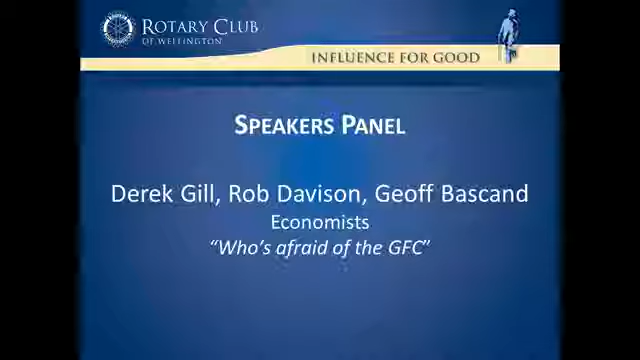 ROTARY CLUB
OF WELLINGTON
INFLUENCE FOR GOOD
SPEAKERS PANEL
Derek Gill, Rob Davison, Geoff Bascand
Economists
“Who’s afraid of the GFC”